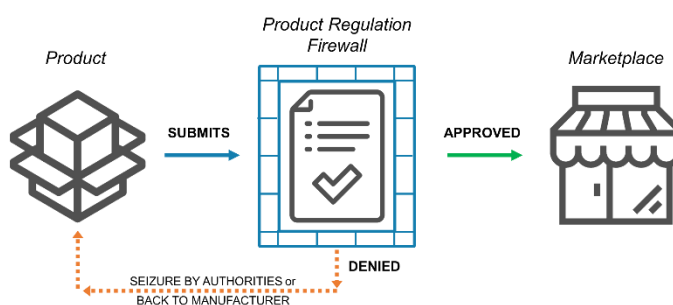 Product
Product Regulation
Firewall
Marketplace
SUBMITS
APPROVED
DENIED
SEIZURE BY AUTHORITIES or
BACK TO MANUFACTURER